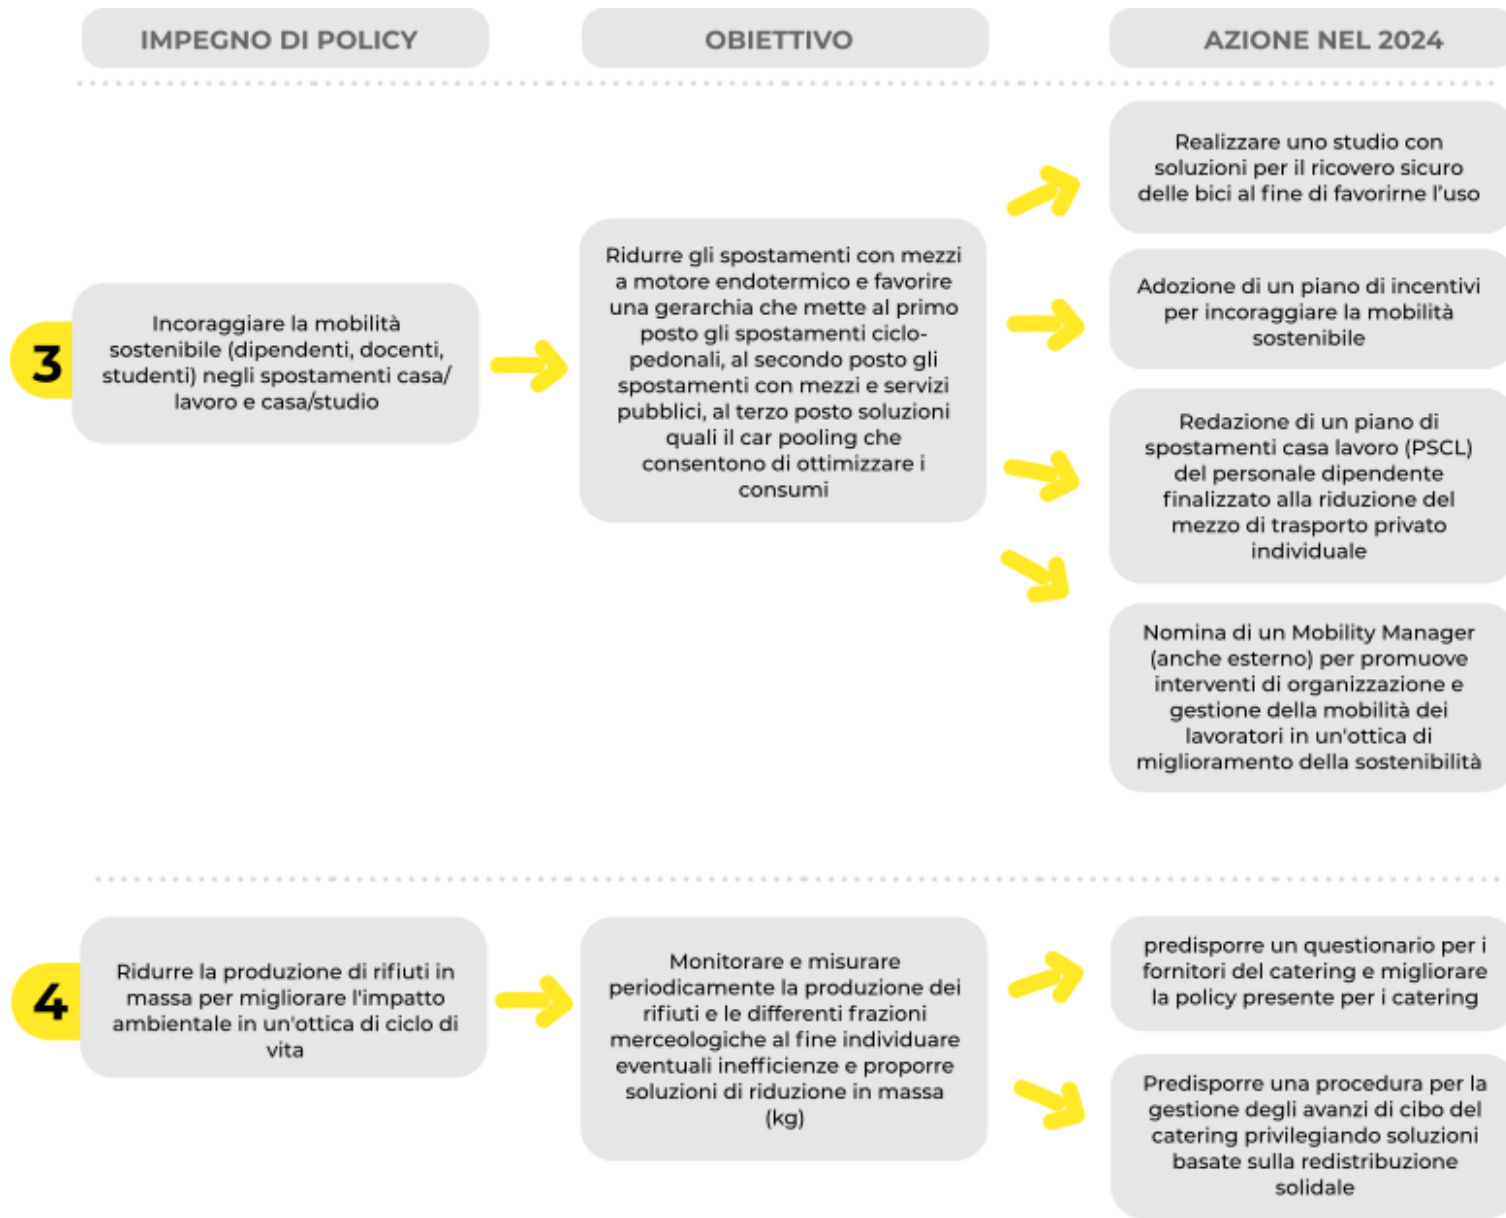 IMPEGNO DI POLICY
OBIETTIVO
AZIONE NEL 2024
3
Incoraggiare la mobilità
sostenibile (dipendenti, docenti,
studenti) negli spostamenti casa/
lavoro e casa/studio
Ridurre gli spostamenti con mezzi
a motore endotermico e favorire
una gerarchia che mette al primo
posto gli spostamenti ciclo-
pedonali, al secondo posto gli
spostamenti con mezzi e servizi
pubblici, al terzo posto soluzioni
quali il car pooling che
consentono di ottimizzare i
consumi
Realizzare uno studio con
soluzioni per il ricovero sicuro
delle bici al fine di favorirne l'uso
Adozione di un piano di incentivi
per incoraggiare la mobilità
sostenibile
Redazione di un piano di
spostamenti casa lavoro (PSCL)
del personale dipendente
finalizzato alla riduzione del
mezzo di trasporto privato
individuale
Nomina di un Mobility Manager
(anche esterno) per promuove
interventi di organizzazione e
gestione della mobilità dei
lavoratori in un'ottica di
miglioramento della sostenibilità
4
Ridurre la produzione di rifiuti in
massa per migliorare l'impatto
ambientale in un'ottica di ciclo di
vita
Monitorare e misurare
periodicamente la produzione dei
rifiuti e le differenti frazioni
merceologiche al fine individuare
eventuali inefficienze e proporre
soluzioni di riduzione in massa
(kg)
predisporre un questionario per i
fornitori del catering e migliorare
la policy presente per i catering
Predisporre una procedura per la
gestione degli avanzi di cibo del
catering privilegiando soluzioni
basate sulla redistribuzione
solidale